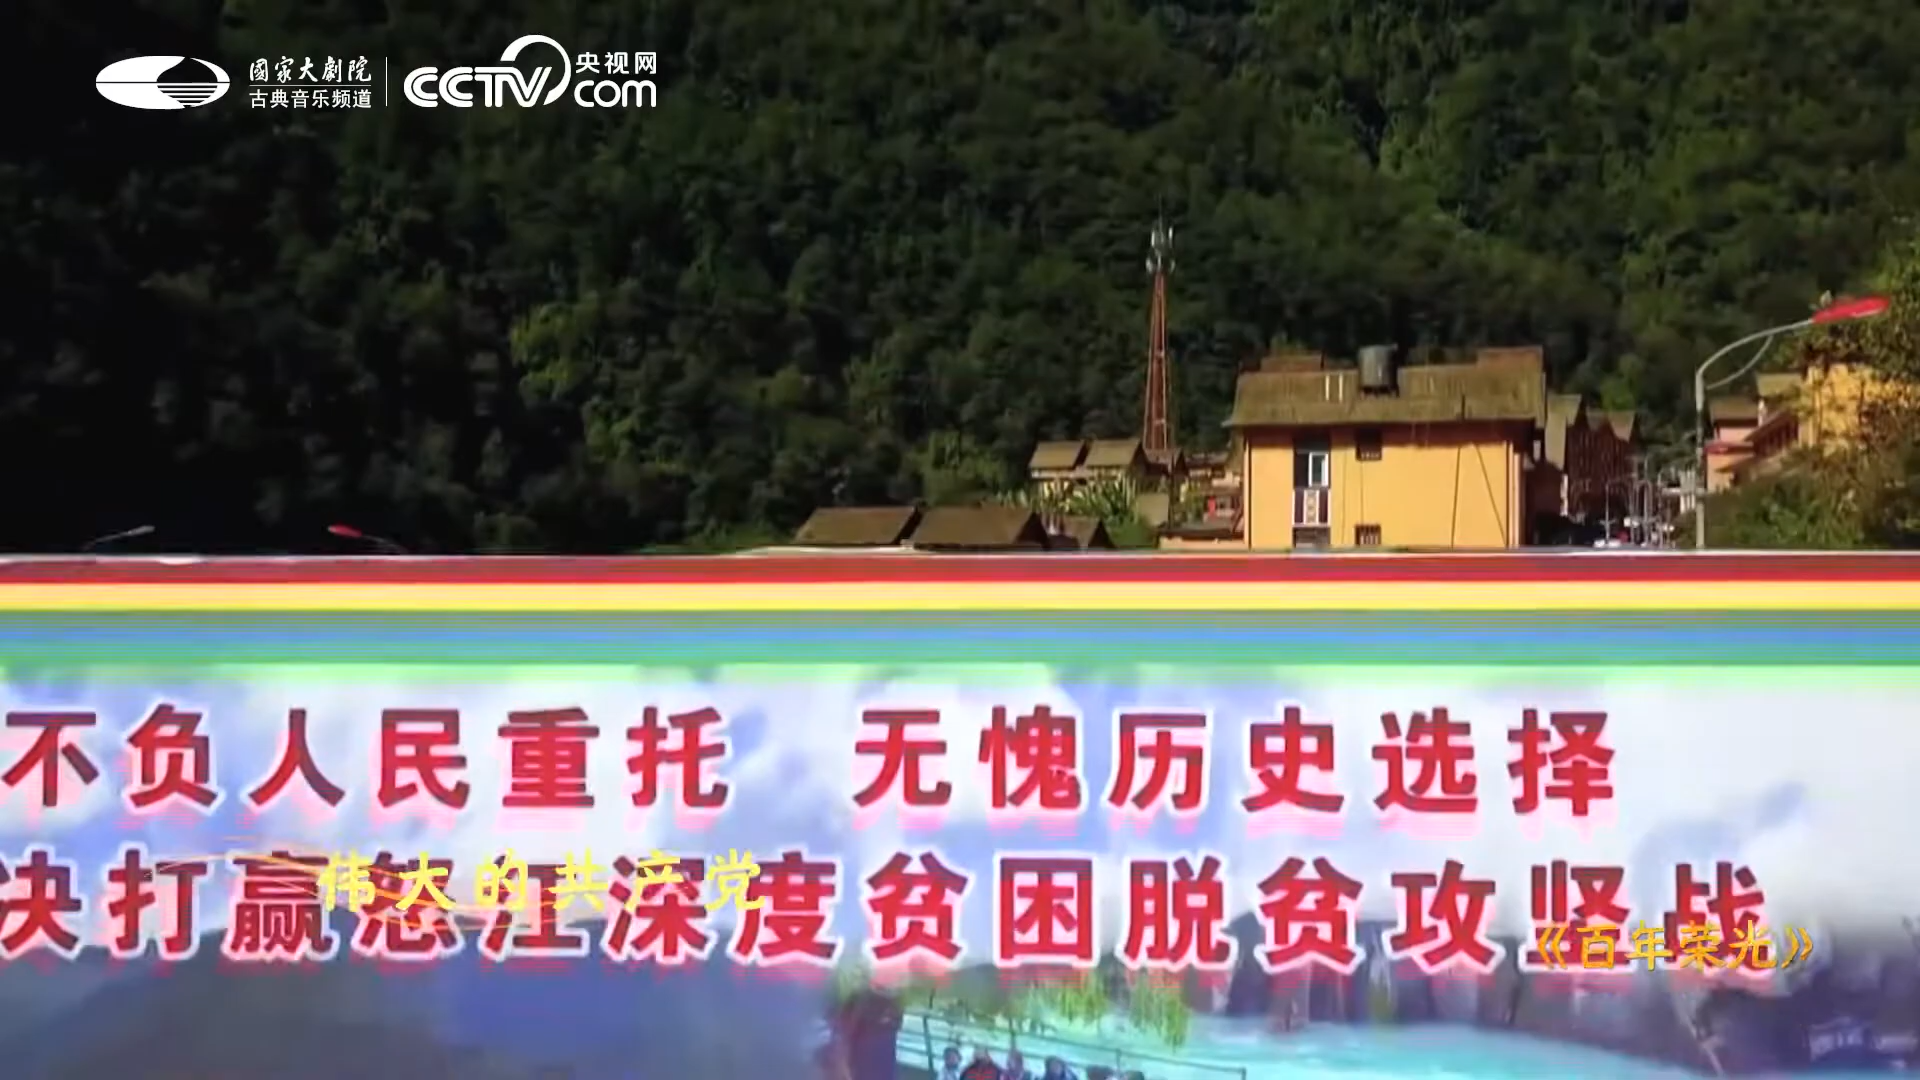 國家大劇院
古典音乐频道
CCTV.com
央视网
不负人民重托 无愧历史选择
决打赢怒江深度贫困脱贫攻坚战
伟大的共产党
《百年荣光》